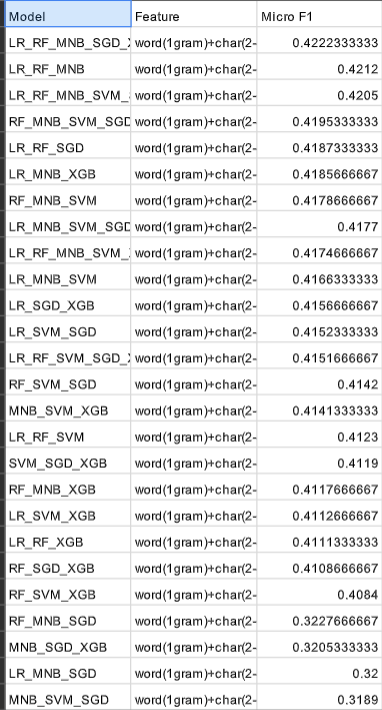 Model Feature Micro F1
LR_RF_MNB_SGD_X word(1gram)+char(2- 0.4222333333
LR_RF_MNB word(1gram)+char(2- 0.4212
LR_RF_MNB_SVM_ word(1gram)+char(2- 0.4205
RF_MNB_SVM_SGD word(1gram)+char(2- 0.4195333333
LR_RF_SGD word(1gram)+char(2- 0.4187333333
LR_MNB_XGB word(1gram)+char(2- 0.4185666667
RF_MNB_SVM word(1gram)+char(2- 0.4178666667
LR_MNB_SVM_SGD word(1gram)+char(2- 0.4177
LR_RF_MNB_SVM_ word(1gram)+char(2- 0.4174666667
LR_MNB_SVM word(1gram)+char(2- 0.4166333333
LR_SGD_XGB word(1gram)+char(2- 0.4156666667
LR_SVM_SGD word(1gram)+char(2- 0.4152333333
LR_RF_SVM_SGD_X word(1gram)+char(2- 0.4151666667
RF_SVM_SGD word(1gram)+char(2- 0.4142
MNB_SVM_XGB word(1gram)+char(2- 0.4141333333
LR_RF_SVM word(1gram)+char(2- 0.4123
SVM_SGD_XGB word(1gram)+char(2- 0.4119
RF_MNB_XGB word(1gram)+char(2- 0.4117666667
LR_SVM_XGB word(1gram)+char(2- 0.4112666667
LR_RF_XGB word(1gram)+char(2- 0.4111333333
RF_SGD_XGB word(1gram)+char(2- 0.4108666667
RF_SVM_XGB word(1gram)+char(2- 0.4084
RF_MNB_SGD word(1gram)+char(2- 0.3227666667
MNB_SGD_XGB word(1gram)+char(2- 0.3205333333
LR_MNB_SGD word(1gram)+char(2- 0.32
MNB_SVM_SGD word(1gram)+char(2- 0.3189